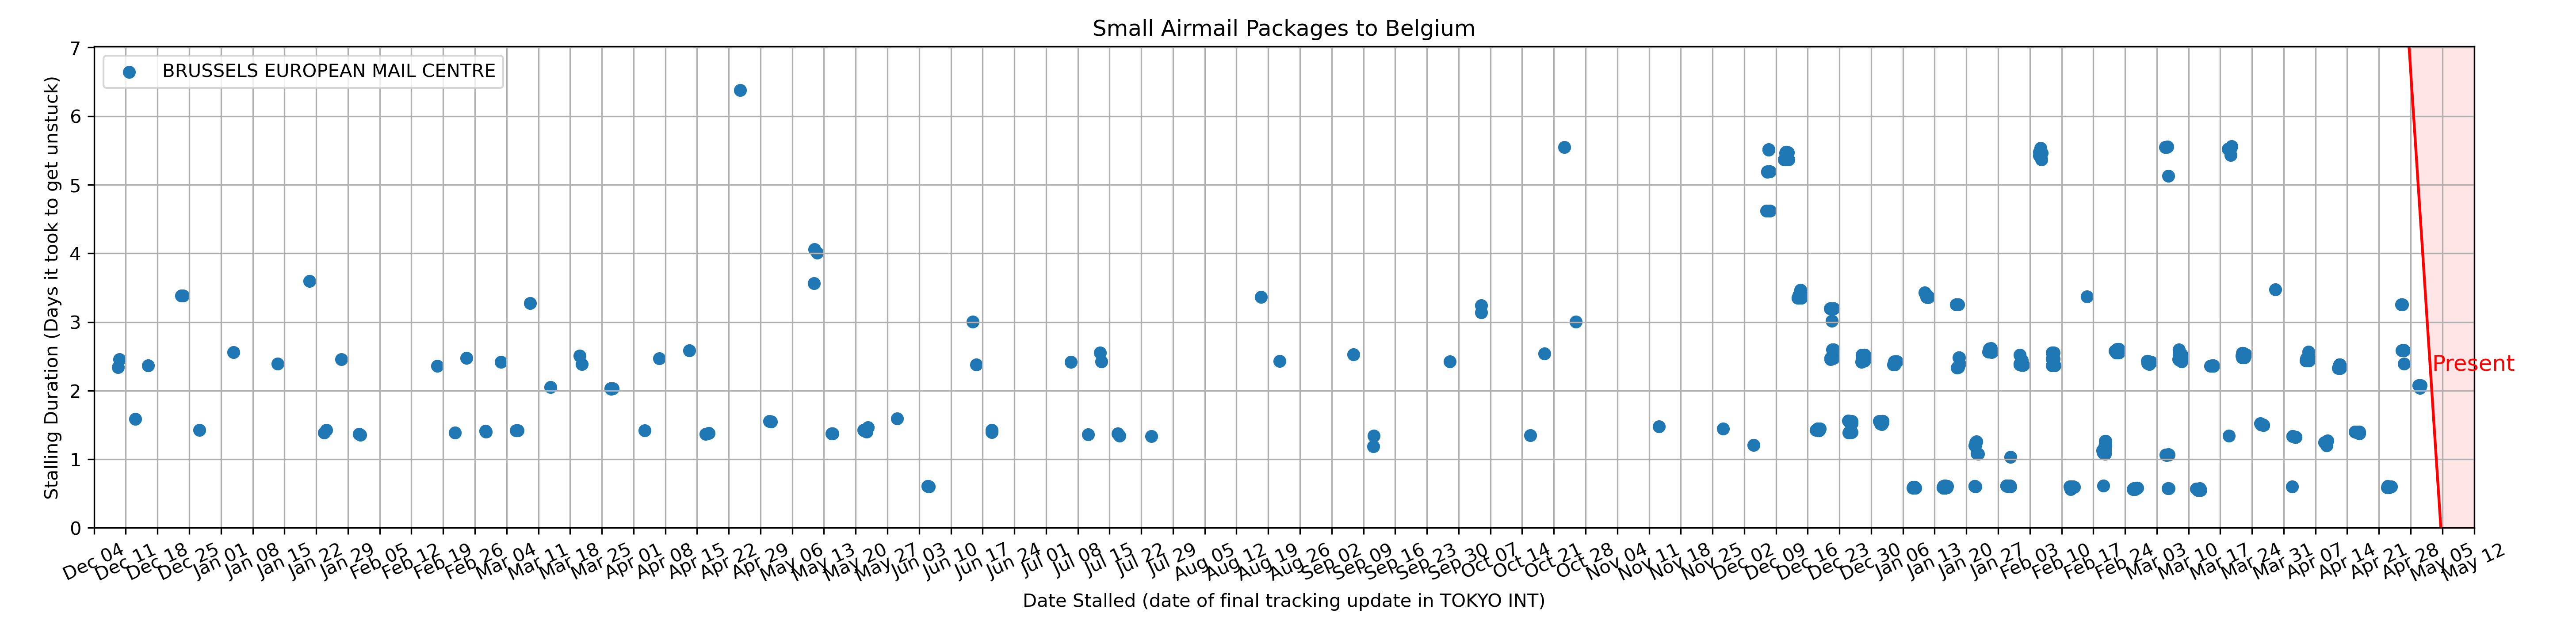 Small Airmail Packages to Belgium
BRUSSELS EUROPEAN MAIL CENTRE
Stalling Duration (Days it took to get unstuck)
7
6
5
4
3
2
1
0
Present
Dec 04
Dec 11
Dec 18
Dec 25
Jan 01
Jan 08
Jan 15
Jan 22
Jan 29
Feb 05
Feb 12
Feb 19
Feb 26
Mar 04
Mar 11
Mar 18
Mar 25
Apr 01
Apr 08
Apr 15
Apr 22
Apr 29
May 06
May 13
May 20
May 27
Jun 03
Jun 10
Jun 17
Jun 24
Jul 01
Jul 08
Jul 15
Jul 22
Jul 29
Aug 05
Aug 12
Aug 19
Aug 26
Sep 02
Sep 09
Sep 16
Sep 23
Sep 30
Oct 07
Oct 14
Oct 21
Oct 28
Nov 04
Nov 11
Nov 18
Nov 25
Dec 02
Dec 09
Dec 16
Dec 23
Dec 30
Jan 06
Jan 13
Jan 20
Jan 27
Feb 03
Feb 10
Feb 17
Feb 24
Mar 03
Mar 10
Mar 17
Mar 24
Mar 31
Apr 07
Apr 14
Apr 21
Apr 28
May 05
May 12
Date Stalled (date of final tracking update in TOKYO INT)